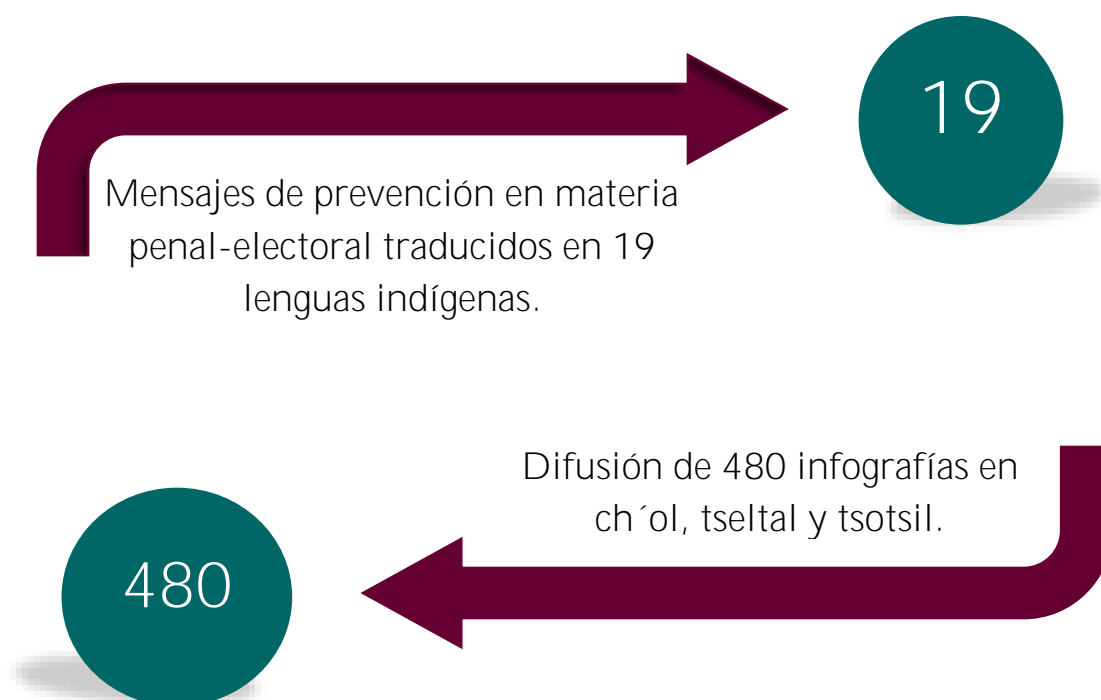 19
Mensajes de prevención en materia
penal-electoral traducidos en 19
lenguas indígenas.
Difusión de 480 infografías en
ch´ol, tseltal y tsotsil.
480